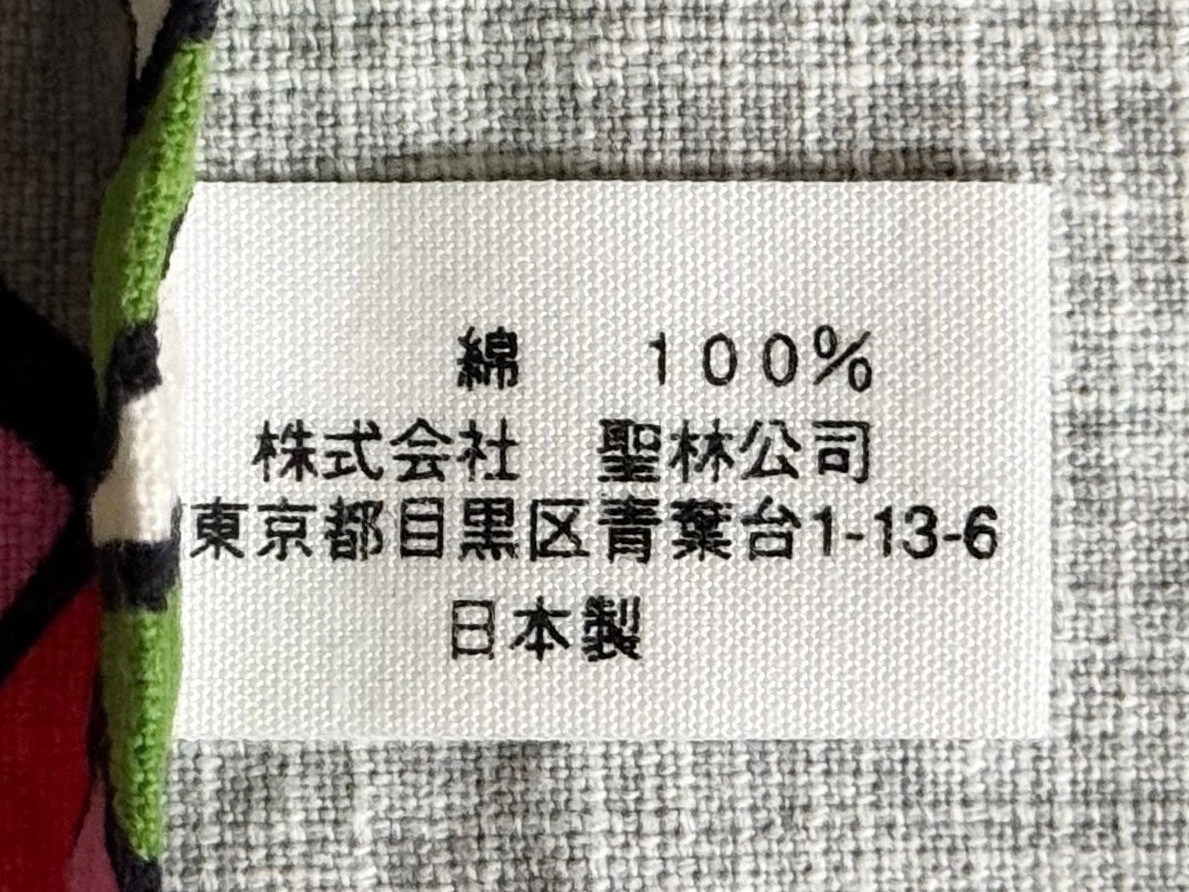 綿　100%
株式会社　聖林公司
東京都目黒区青葉台1-13-6
日本製